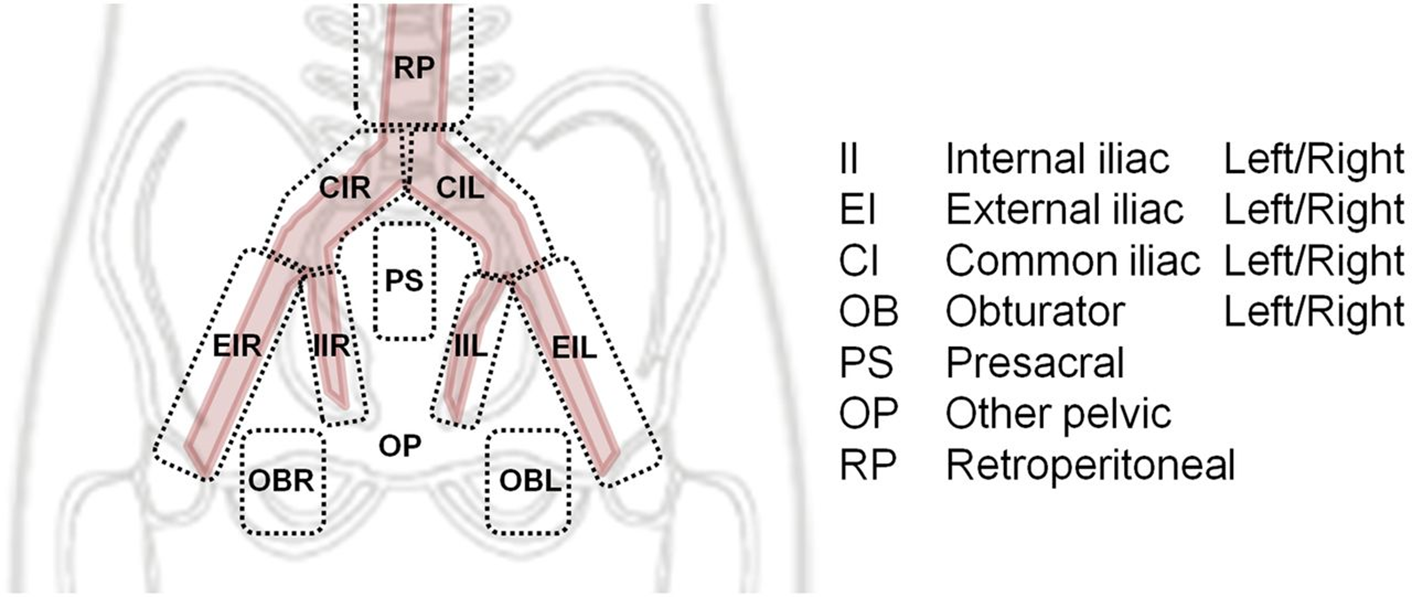 RP
CIR CIL
PS
EIR IIR IIL EIL
OP
OBR OBL
II Internal iliac Left/Right
EI External iliac Left/Right
CI Common iliac Left/Right
OB Obturator Left/Right
PS Presacral
OP Other pelvic
RP Retroperitoneal